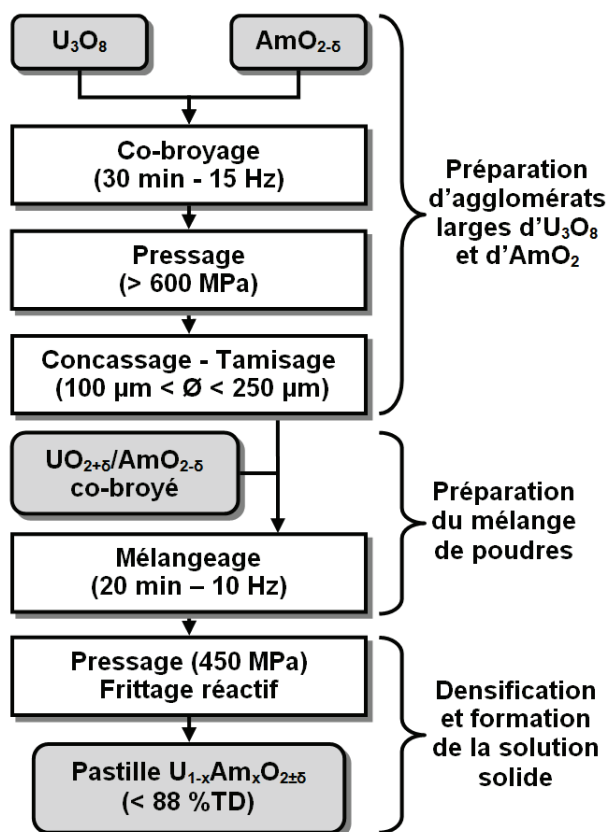 U₃O₈
AmO₂₋δ
Co-broyage
(30 min - 15 Hz)
Pressage
(> 600 MPa)
Concassage - Tamisage
(100 µm < Ø < 250 µm)
Préparation
d'agglomérats
larges d'U₃O₈
et d'AmO₂
UO₂₊δ/AmO₂₋δ
co-broyé
Mélangeage
(20 min – 10 Hz)
Préparation
du mélange
de poudres
Pressage (450 MPa)
Frittage réactif
Pastille U₁₋ₓAmₓO₂±δ
(< 88 %TD)
Densification
et formation
de la solution
solide